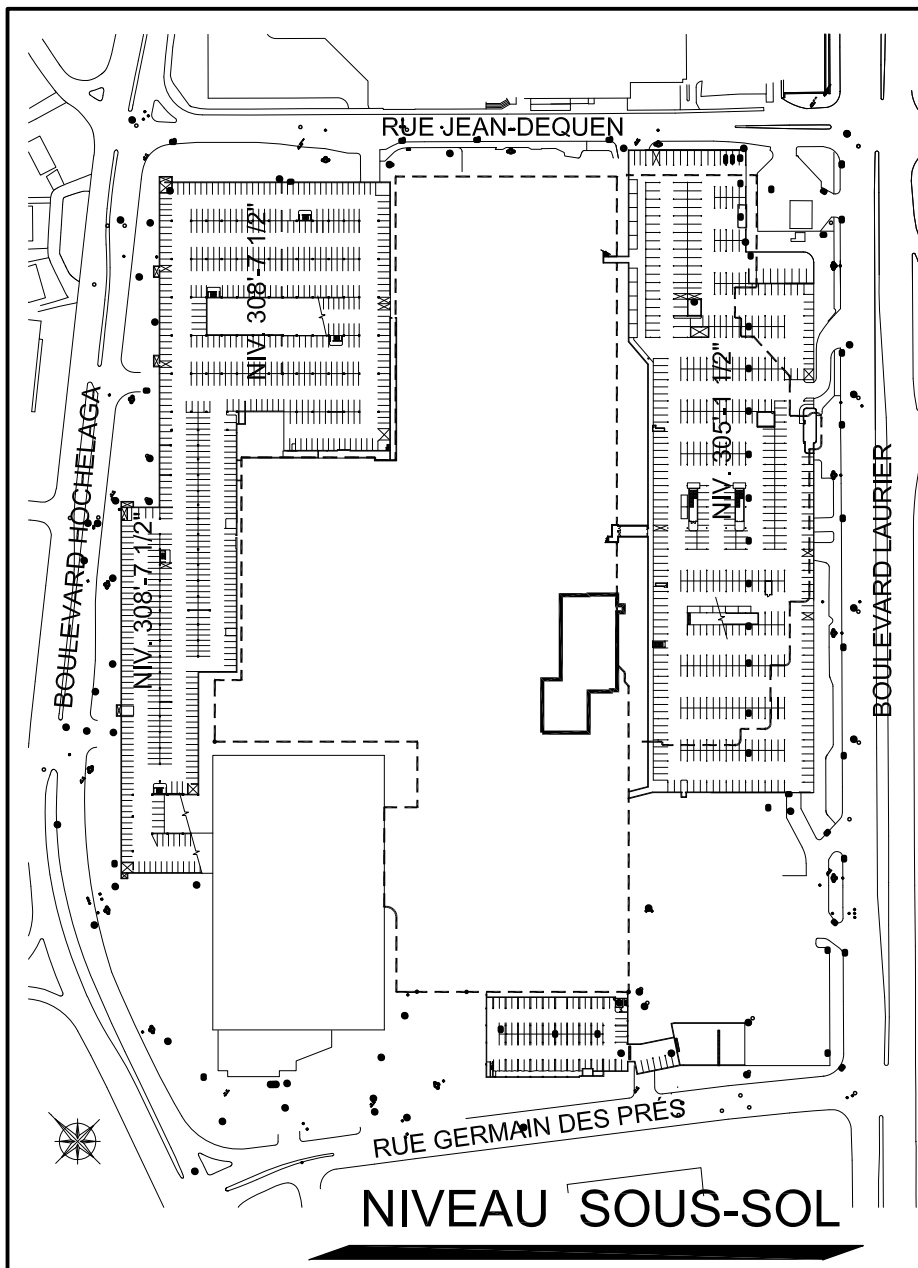 RUE JEAN-DEQUEN
NIV. 308'-7 1/2"
NIV. 305'-1 1/2"
BOULEVARD HOCHELAGA
NIV. 308'-7 1/2"
BOULEVARD LAURIER
RUE GERMAIN DES PRÉS
NIVEAU SOUS-SOL